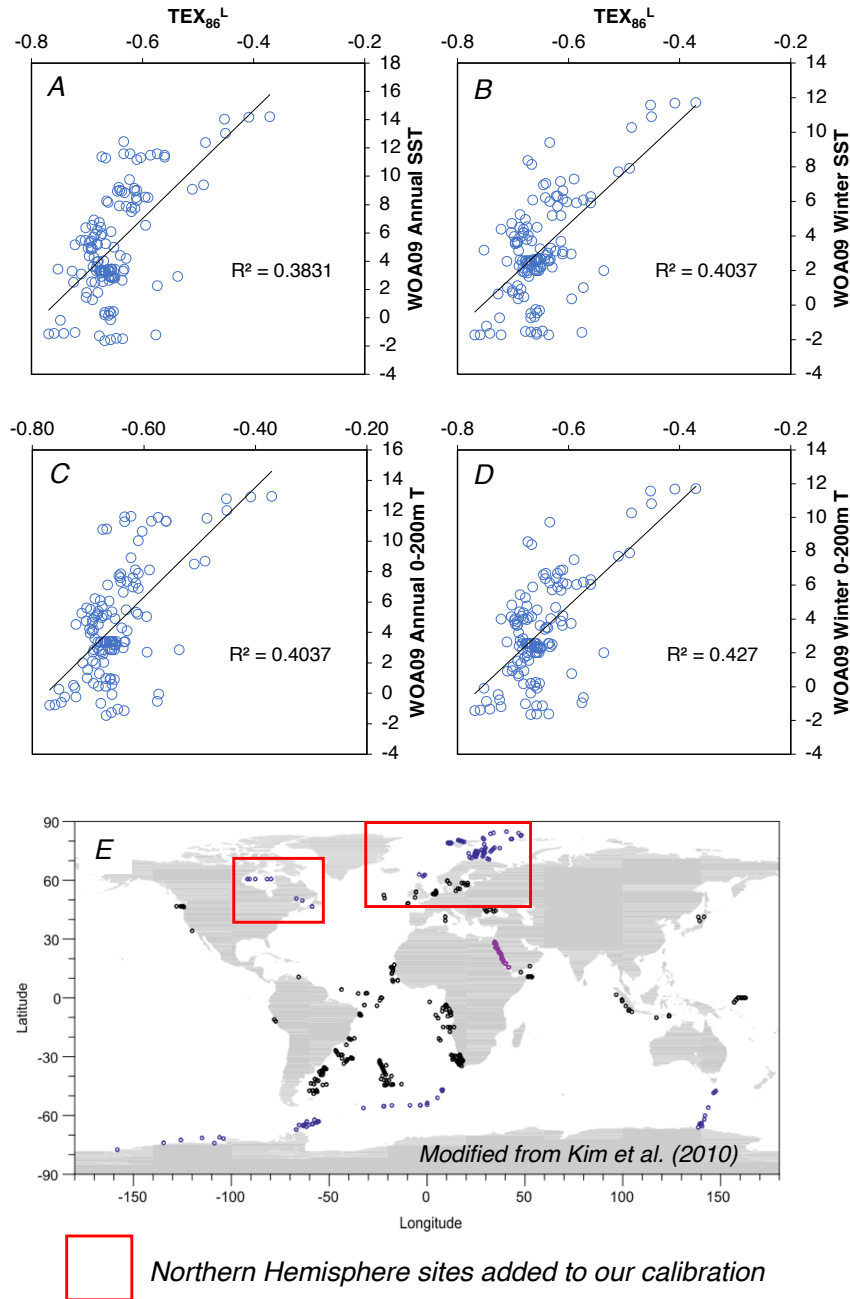 TEX86L
TEX86L
-0.8 -0.6 -0.4 -0.2
-0.8 -0.6 -0.4 -0.2
A
18
16
14
12
10
8
6
4
2
0
-2
-4
WOA09 Annual SST
R² = 0.3831
B
14
12
10
8
6
4
2
0
-2
-4
WOA09 Winter SST
R² = 0.4037
-0.80 -0.60 -0.40 -0.20
-0.8 -0.6 -0.4 -0.2
C
16
14
12
10
8
6
4
2
0
-2
-4
WOA09 Annual 0-200m T
R² = 0.4037
D
14
12
10
8
6
4
2
0
-2
-4
WOA09 Winter 0-200m T
R² = 0.427
E
90
60
30
0
-30
-60
-90
Latitude
Modified from Kim et al. (2010)
-150 -100 -50 0 50 100 150
Longitude
Northern Hemisphere sites added to our calibration